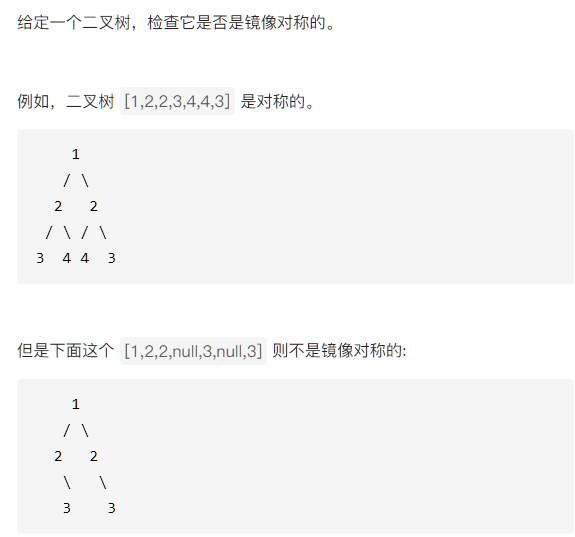 给定一个二叉树，检查它是否是镜像对称的。
例如，二叉树 [1,2,2,3,4,4,3] 是对称的。
1
/ \
2 2
/ \ / \
3 4 4 3
但是下面这个 [1,2,2,null,3,null,3] 则不是镜像对称的:
1
/ \
2 2
\ \
3 3